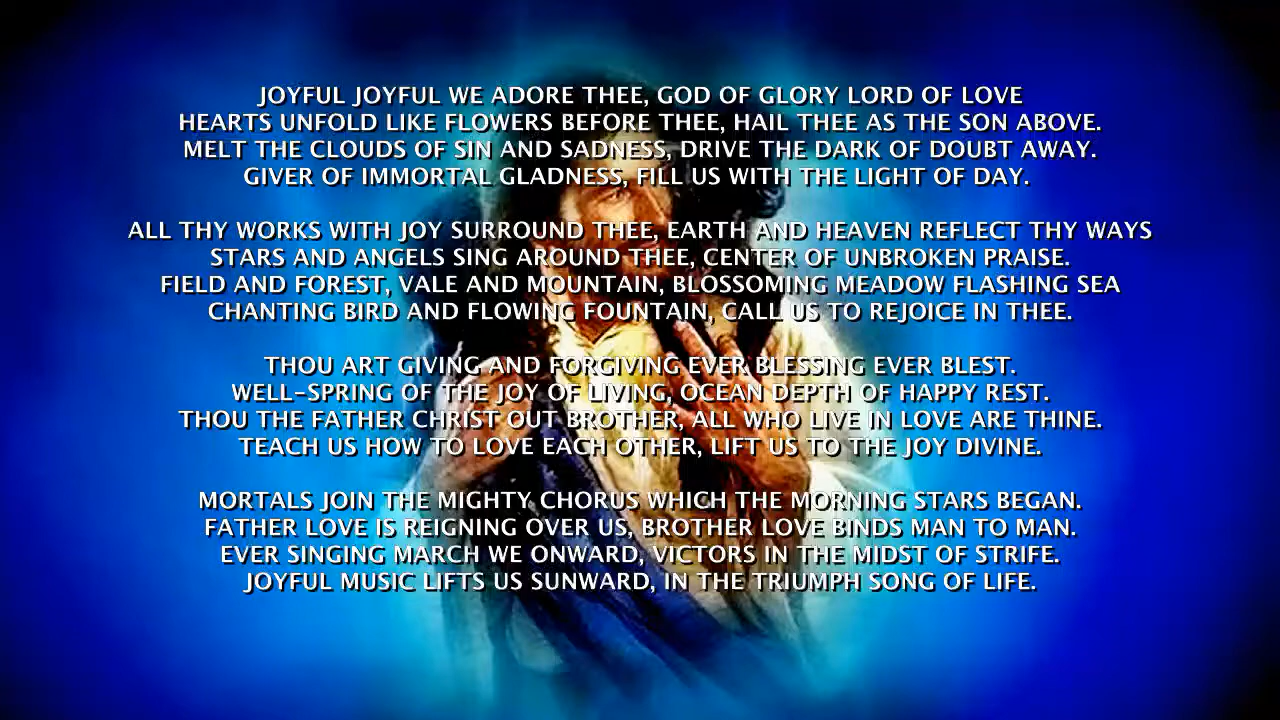 JOYFUL JOYFUL WE ADORE THEE, GOD OF GLORY LORD OF LOVE
HEARTS UNFOLD LIKE FLOWERS BEFORE THEE, HAIL THEE AS THE SON ABOVE.
MELT THE CLOUDS OF SIN AND SADNESS, DRIVE THE DARK OF DOUBT AWAY.
GIVER OF IMMORTAL GLADNESS, FILL US WITH THE LIGHT OF DAY.
ALL THY WORKS WITH JOY SURROUND THEE, EARTH AND HEAVEN REFLECT THY WAYS
STARS AND ANGELS SING AROUND THEE, CENTER OF UNBROKEN PRAISE.
FIELD AND FOREST, VALE AND MOUNTAIN, BLOSSOMING MEADOW FLASHING SEA
CHANTING BIRD AND FLOWING FOUNTAIN, CALL US TO REJOICE IN THEE.
THOU ART GIVING AND FORGIVING EVER BLESSING EVER BLEST.
WELL-SPRING OF THE JOY OF LIVING, OCEAN DEPTH OF HAPPY REST.
THOU THE FATHER CHRIST OUT BROTHER, ALL WHO LIVE IN LOVE ARE THINE.
TEACH US HOW TO LOVE EACH OTHER, LIFT US TO THE JOY DIVINE.
MORTALS JOIN THE MIGHTY CHORUS WHICH THE MORNING STARS BEGAN.
FATHER LOVE IS REIGNING OVER US, BROTHER LOVE BINDS MAN TO MAN.
EVER SINGING MARCH WE ONWARD, VICTORS IN THE MIDST OF STRIFE.
JOYFUL MUSIC LIFTS US SUNWARD, IN THE TRIUMPH SONG OF LIFE.